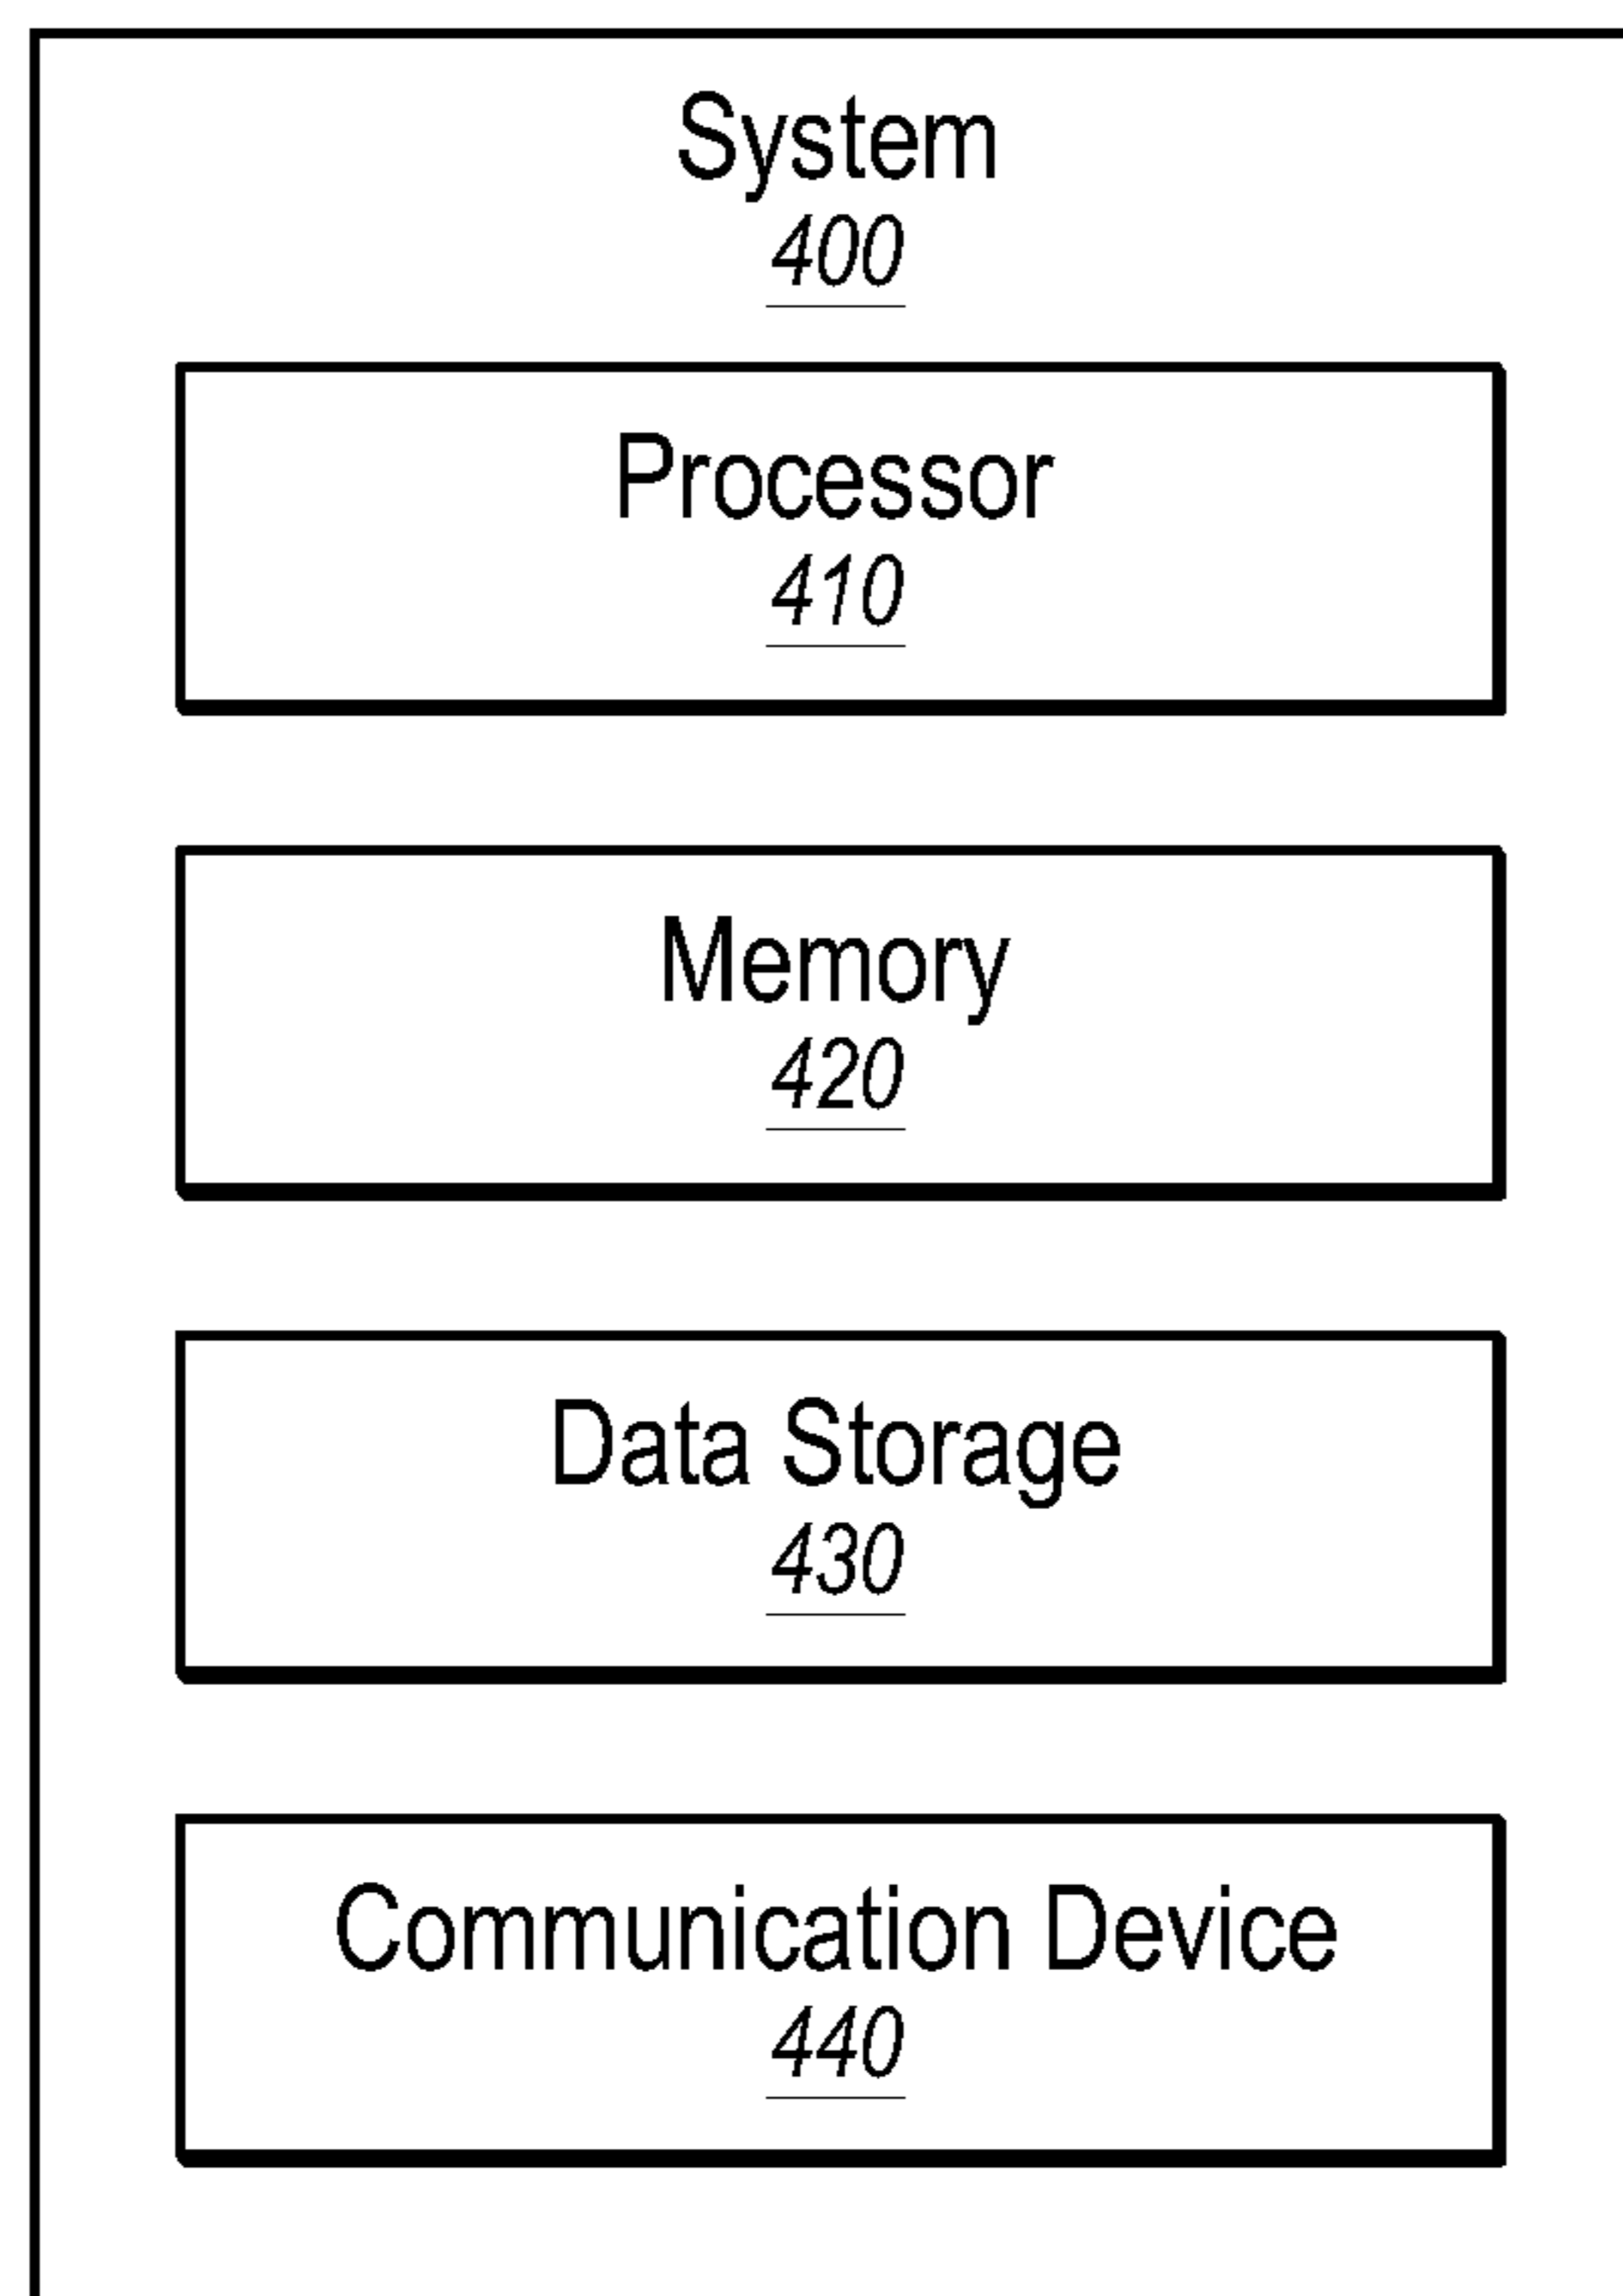 System
400
Processor
410
Memory
420
Data Storage
430
Communication Device
440